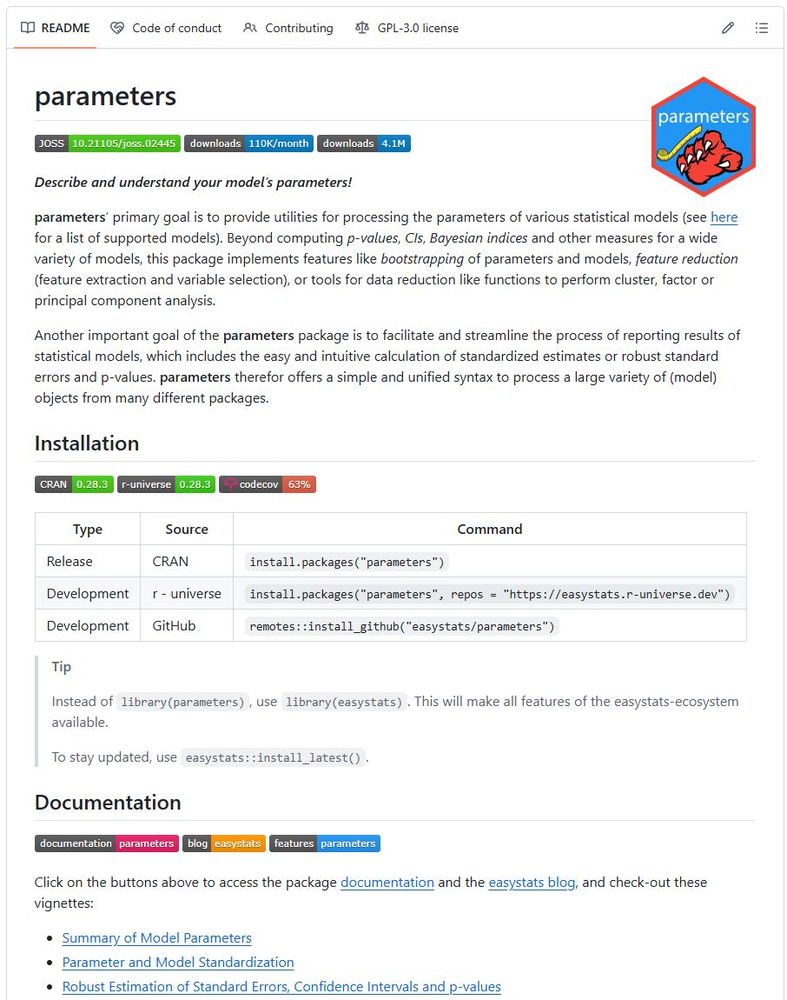 README Code of conduct Contributing GPL-3.0 license
parameters
parameters
JOSS 10.21105/joss.02445 downloads 110K/month downloads 4.1M
Describe and understand your model’s parameters!
parameters’ primary goal is to provide utilities for processing the parameters of various statistical models (see here
for a list of supported models). Beyond computing p-values, CIs, Bayesian indices and other measures for a wide
variety of models, this package implements features like bootstrapping of parameters and models, feature reduction
(feature extraction and variable selection), or tools for data reduction like functions to perform cluster, factor or
principal component analysis.
Another important goal of the parameters package is to facilitate and streamline the process of reporting results of
statistical models, which includes the easy and intuitive calculation of standardized estimates or robust standard
errors and p-values. parameters therefor offers a simple and unified syntax to process a large variety of (model)
objects from many different packages.
Installation
CRAN 0.28.3 r-universe 0.28.3 codecov 63%
Type Source Command
Release CRAN install.packages("parameters")
Development r - universe install.packages("parameters", repos = "https://easystats.r-universe.dev")
Development GitHub remotes::install_github("easystats/parameters")
Tip
Instead of library(parameters), use library(easystats). This will make all features of the easystats-ecosystem
available.
To stay updated, use easystats::install_latest().
Documentation
documentation parameters blog easystats features parameters
Click on the buttons above to access the package documentation and the easystats blog, and check-out these
vignettes:
• Summary of Model Parameters
• Parameter and Model Standardization
• Robust Estimation of Standard Errors, Confidence Intervals and p-values